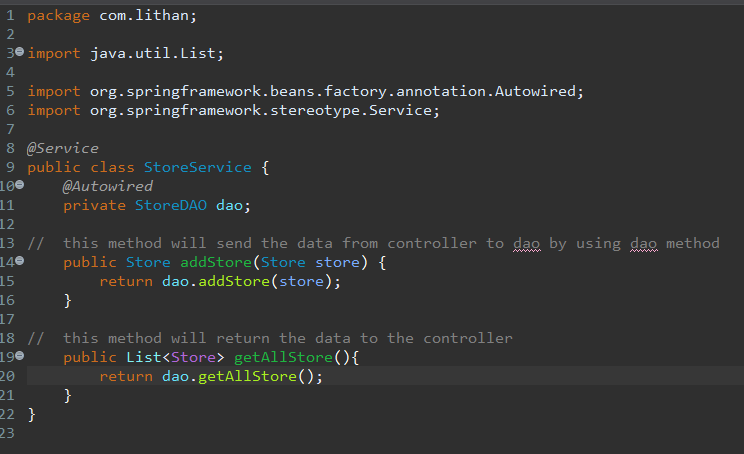 1 package com.lithan;
2
3 import java.util.List;
4
5 import org.springframework.beans.factory.annotation.Autowired;
6 import org.springframework.stereotype.Service;
7
8 @Service
9 public class StoreService {
10     @Autowired
11     private StoreDAO dao;
12
13 //  this method will send the data from controller to dao by using dao method
14     public Store addStore(Store store) {
15         return dao.addStore(store);
16     }
17
18 //  this method will return the data to the controller
19     public List<Store> getAllStore(){
20         return dao.getAllStore();
21     }
22 }
23